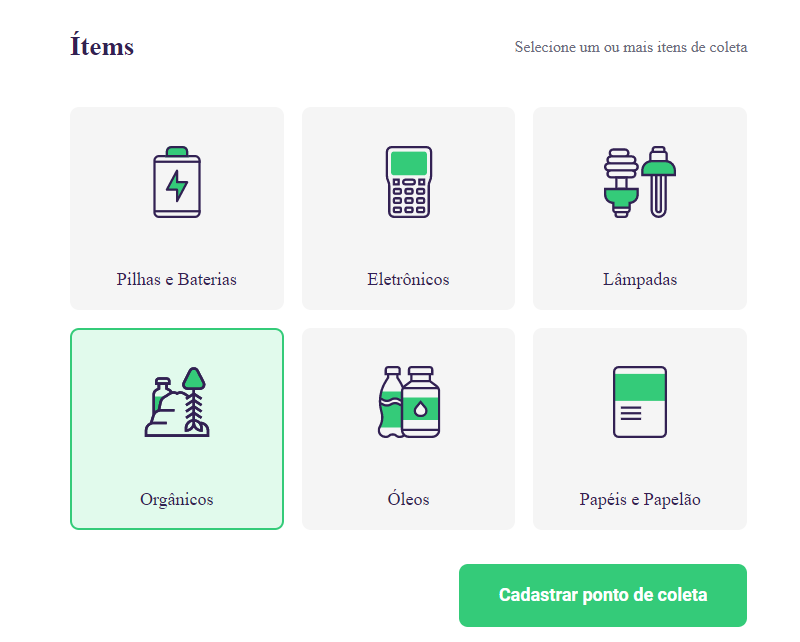 Ítems
Selecione um ou mais itens de coleta
Pilhas e Baterias
Eletrônicos
Lâmpadas
Orgânicos
Óleos
Papéis e Papelão
Cadastrar ponto de coleta